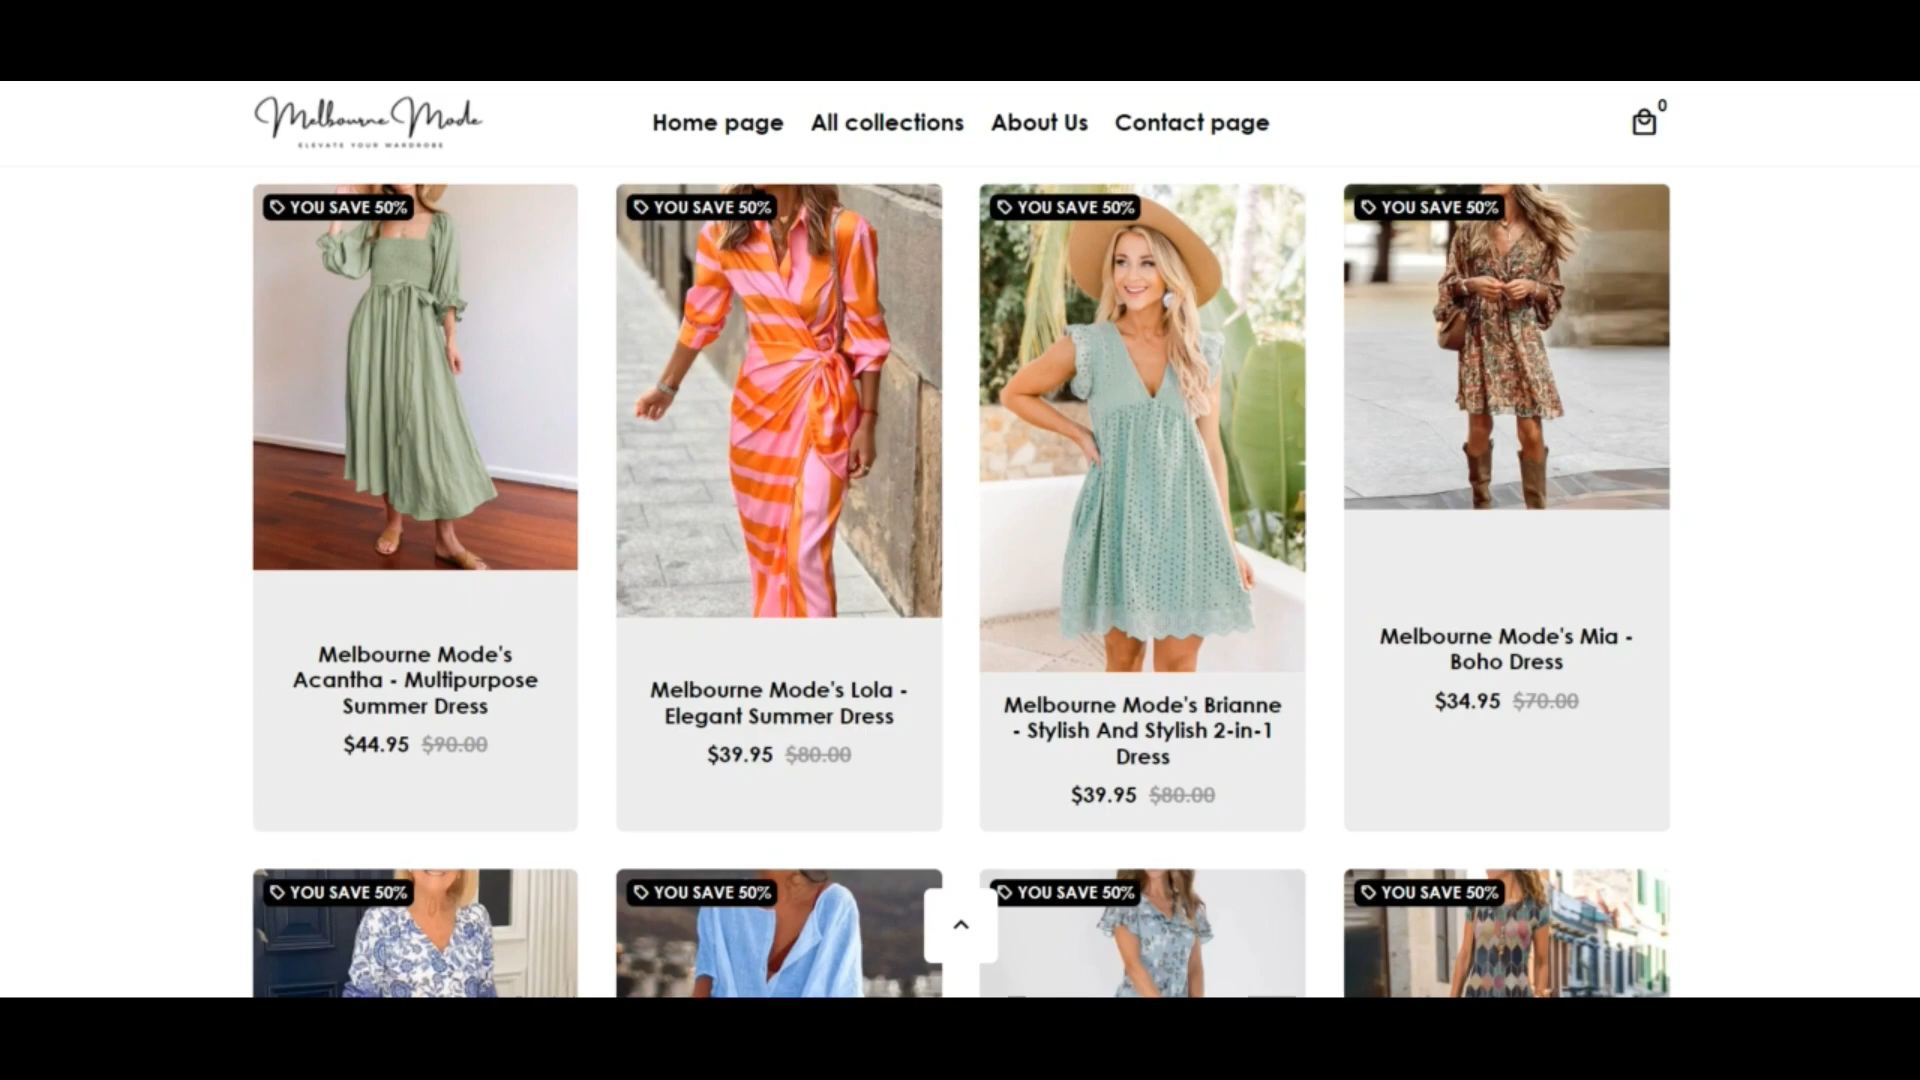 Melbourne Mode
ELEVATE YOUR WARDROBE
Home page
All collections
About Us
Contact page
0
YOU SAVE 50%
YOU SAVE 50%
YOU SAVE 50%
YOU SAVE 50%
Melbourne Mode's
Acantha - Multipurpose
Summer Dress
$44.95 $90.00
Melbourne Mode's Lola -
Elegant Summer Dress
$39.95 $80.00
Melbourne Mode's Brianne
- Stylish And Stylish 2-in-1
Dress
$39.95 $80.00
Melbourne Mode's Mia -
Boho Dress
$34.95 $70.00
YOU SAVE 50%
YOU SAVE 50%
YOU SAVE 50%
YOU SAVE 50%